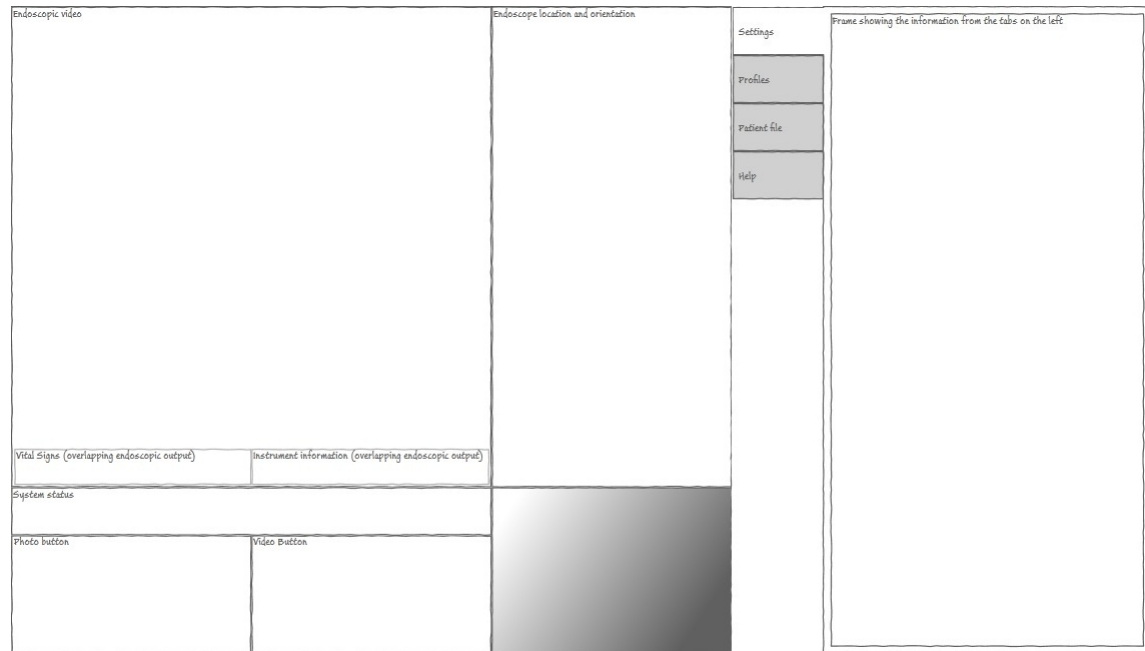 Endoscopic video
Endoscope location and orientation
Settings
Frame showing the information from the tabs on the left
Profiles
Patient file
Help
Vital Signs (overlapping endoscopic output)
Instrument information (overlapping endoscopic output)
System status
Photo button
Video Button